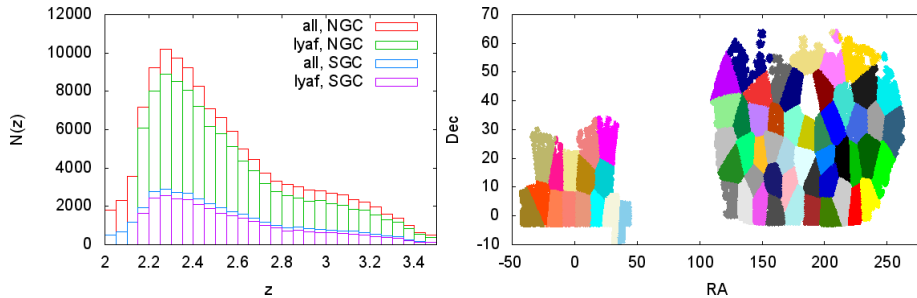 12000
10000
8000
6000
4000
2000
0
N(z)
2 2.2 2.4 2.6 2.8 3 3.2 3.4
z
all, NGC
lyaf, NGC
all, SGC
lyaf, SGC
70
60
50
40
30
20
10
0
-10
Dec
-50 0 50 100 150 200 250
RA